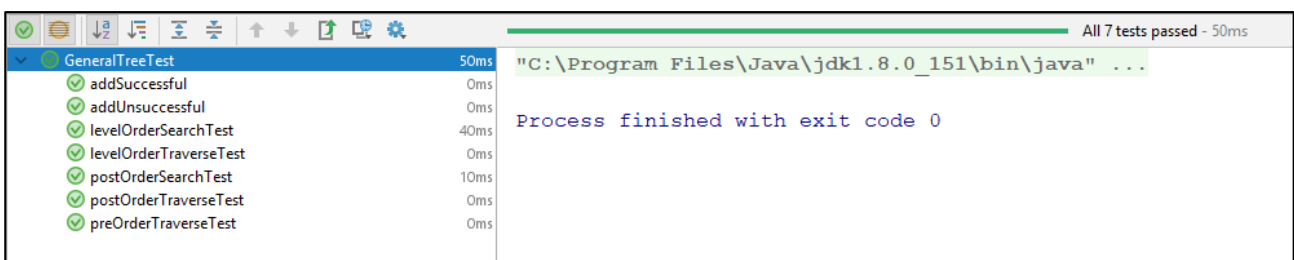 All 7 tests passed - 50ms
GeneralTreeTest 50ms
addSuccessful 0ms
addUnsuccessful 0ms
levelOrderSearchTest 40ms
levelOrderTraverseTest 0ms
postOrderSearchTest 10ms
postOrderTraverseTest 0ms
preOrderTraverseTest 0ms
"C:\Program Files\Java\jdk1.8.0_151\bin\java" ...
Process finished with exit code 0